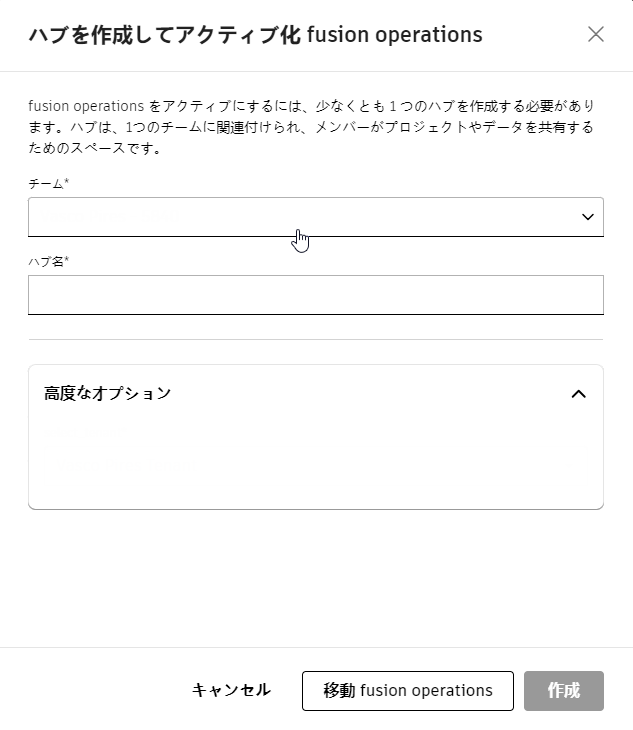 ハブを作成してアクティブ化 fusion operations
fusion operations をアクティブにするには、少なくとも 1 つのハブを作成する必要があり
ます。ハブは、1つのチームに関連付けられ、メンバーがプロジェクトやデータを共有する
ためのスペースです。
チーム*
ハブ名*
高度なオプション
キャンセル
移動 fusion operations
作成